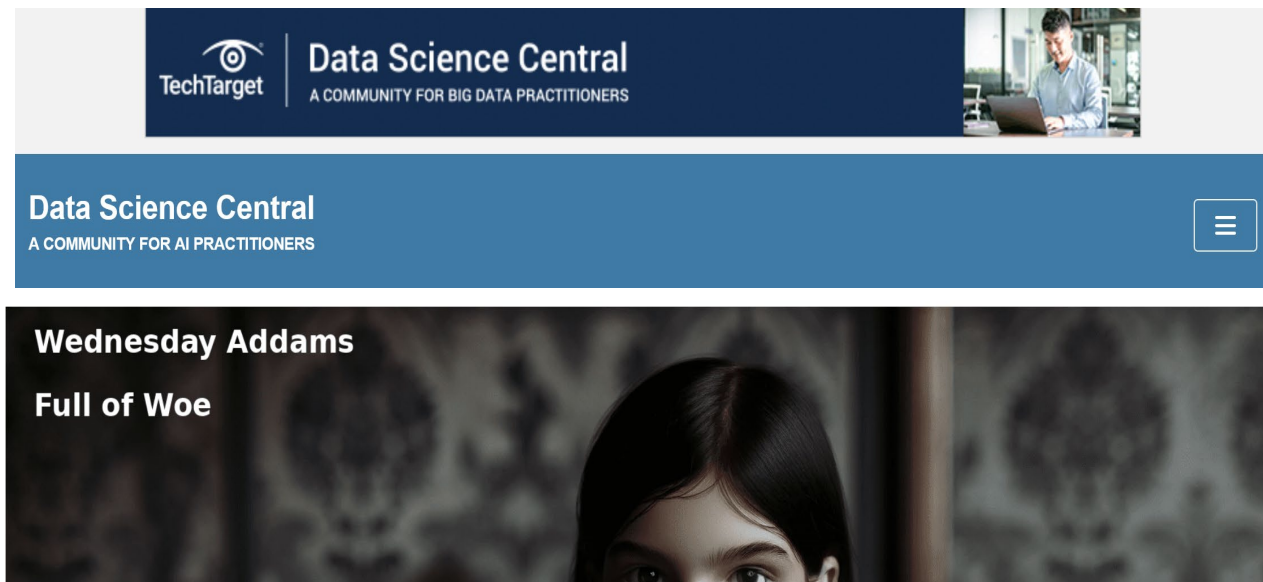 TechTarget
Data Science Central
A COMMUNITY FOR BIG DATA PRACTITIONERS
Data Science Central
A COMMUNITY FOR AI PRACTITIONERS
Wednesday Addams
Full of Woe